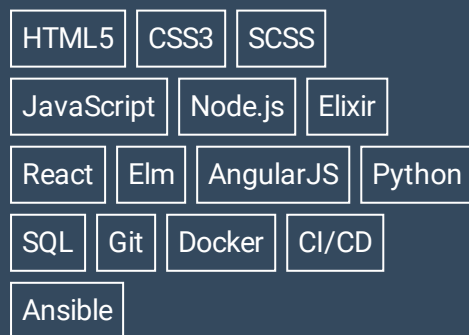 HTML5 CSS3 SCSS
JavaScript Node.js Elixir
React Elm AngularJS Python
SQL Git Docker CI/CD
Ansible